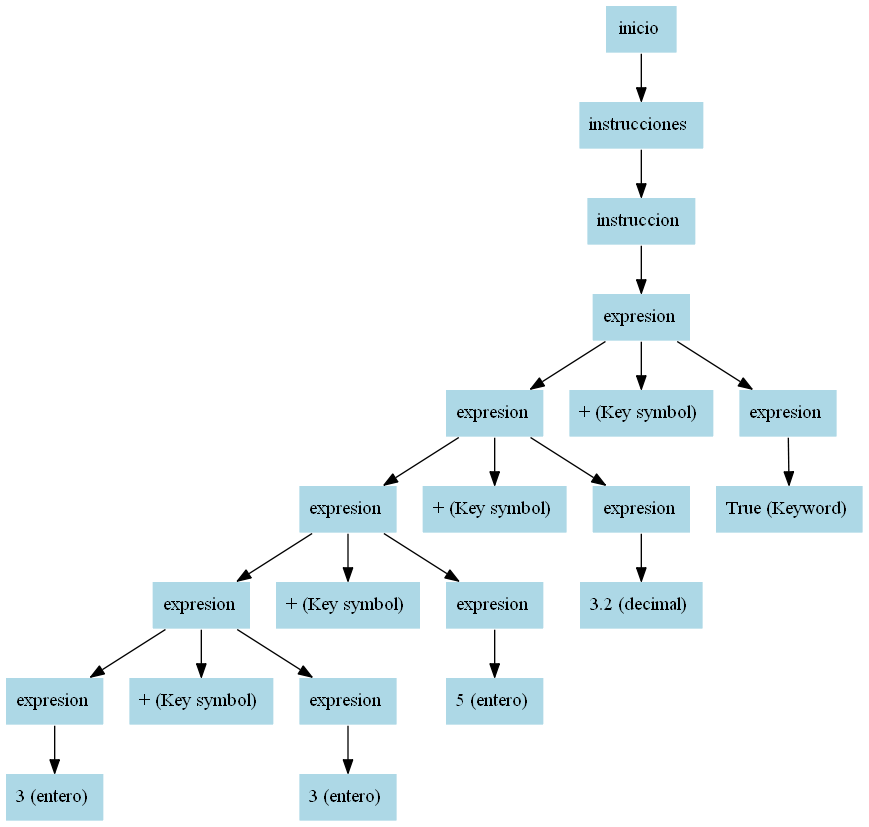 inicio
instrucciones
instruccion
expresion
expresion
+ (Key symbol)
expresion
expresion
+ (Key symbol)
expresion
True (Keyword)
expresion
+ (Key symbol)
expresion
3.2 (decimal)
expresion
+ (Key symbol)
expresion
5 (entero)
3 (entero)
3 (entero)